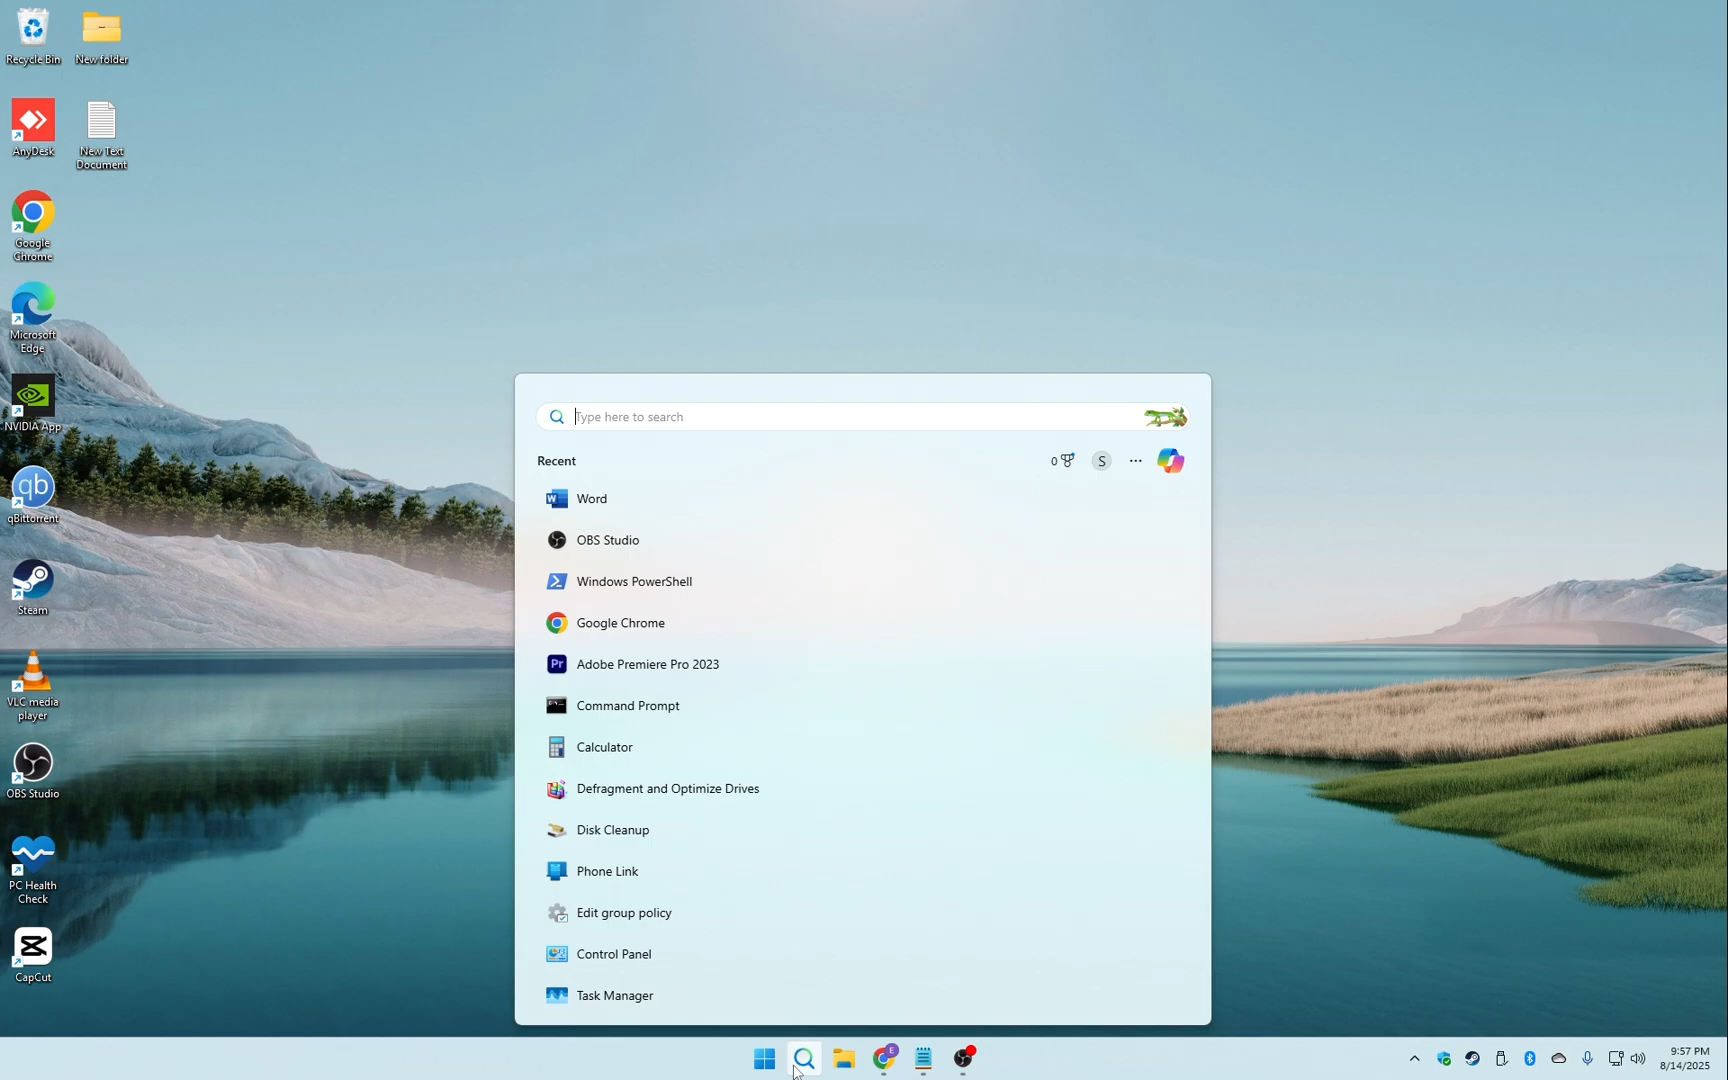 Recycle Bin
New folder
AnyDesk
New Text
Document
Google
Chrome
Microsoft
Edge
NVIDIA App
qb
qBittorrent
Steam
VLC media
player
OBS Studio
PC Health
Check
CapCut
Type here to search
Recent
0
S
Word
OBS Studio
Windows PowerShell
Google Chrome
Pr
Adobe Premiere Pro 2023
Command Prompt
Calculator
Defragment and Optimize Drives
Disk Cleanup
Phone Link
Edit group policy
Control Panel
Task Manager
E
9:57 PM
8/14/2025